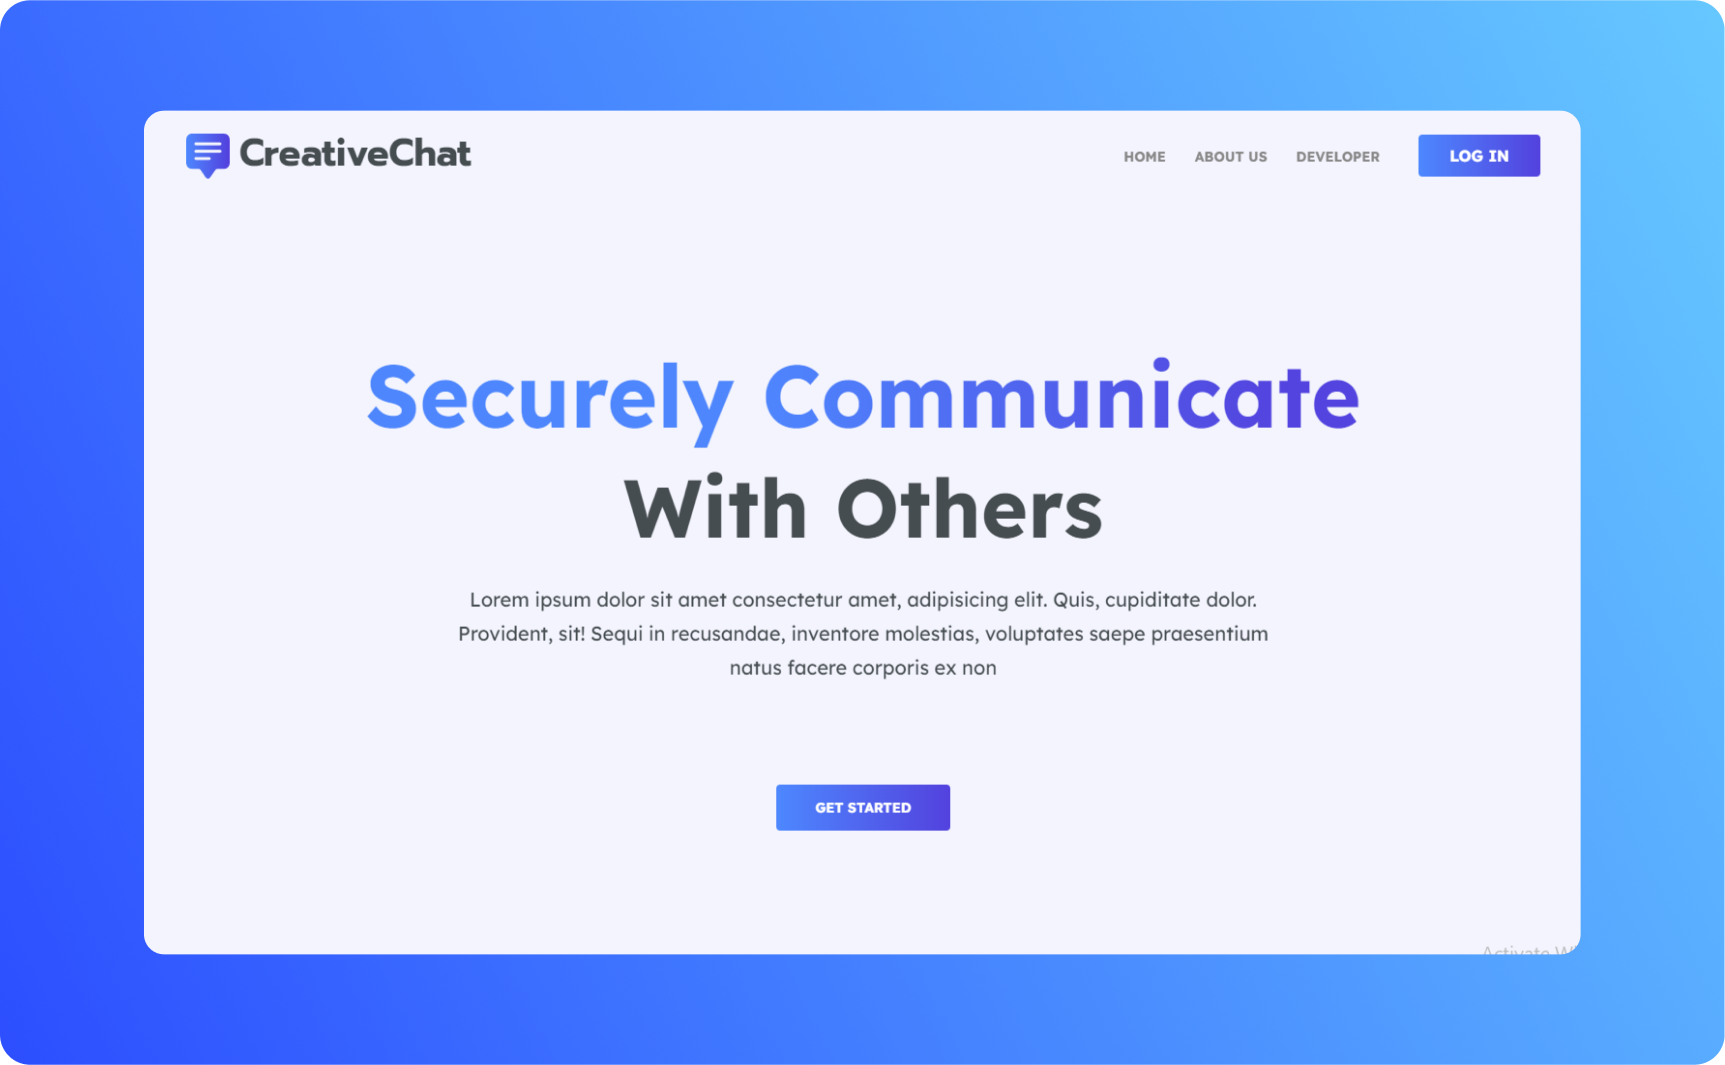 CreativeChat
HOME ABOUT US DEVELOPER LOG IN
Securely Communicate
With Others
Lorem ipsum dolor sit amet consectetur amet, adipisicing elit. Quis, cupiditate dolor.
Provident, sit! Sequi in recusandae, inventore molestias, voluptates saepe praesentium
natus facere corporis ex non
GET STARTED
Activate